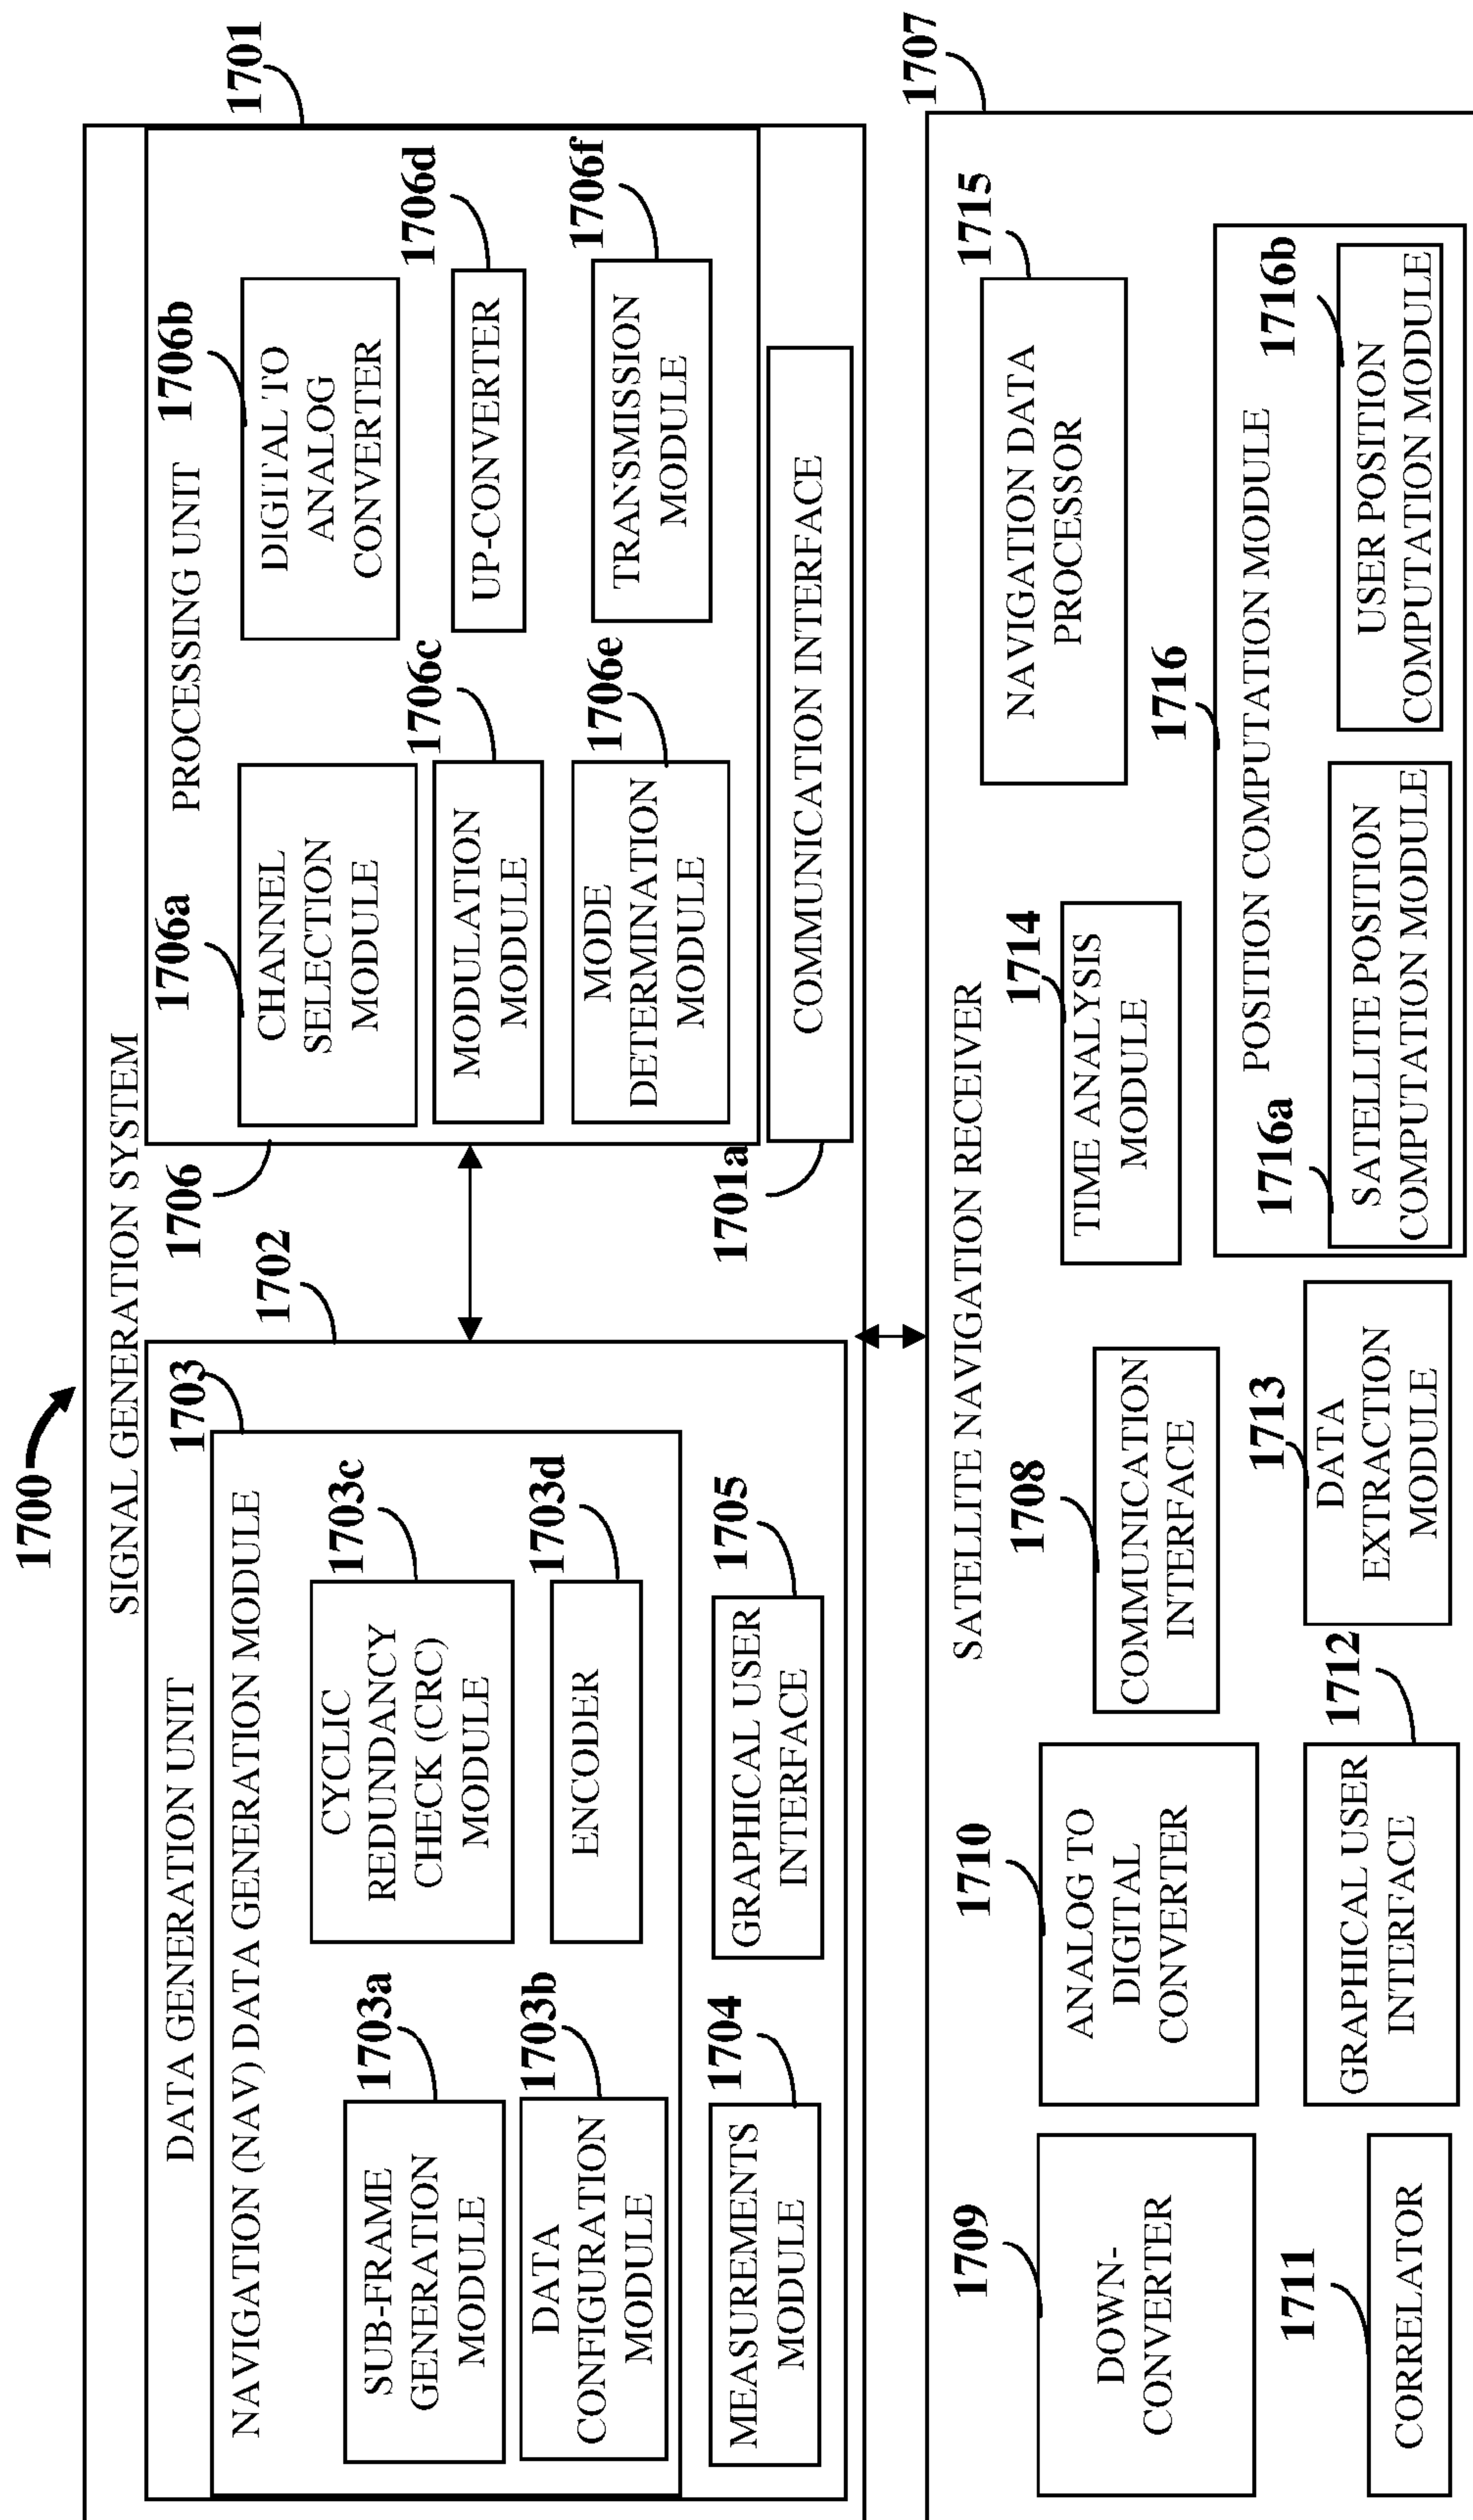 1700
SIGNAL GENERATION SYSTEM
1701
1702
DATA GENERATION UNIT
1703
NAVIGATION (NAV) DATA GENERATION MODULE
1703a
SUB-FRAME
GENERATION
MODULE
1703c
CYCLIC
REDUNDANCY
CHECK (CRC)
MODULE
1703b
DATA
CONFIGURATION
MODULE
1703d
ENCODER
1704
MEASUREMENTS
MODULE
1705
GRAPHICAL USER
INTERFACE
1706
PROCESSING UNIT
1706a
CHANNEL
SELECTION
MODULE
1706b
DIGITAL TO
ANALOG
CONVERTER
1706c
MODULATION
MODULE
1706d
UP-CONVERTER
1706e
MODE
DETERMINATION
MODULE
1706f
TRANSMISSION
MODULE
1701a
COMMUNICATION INTERFACE
1707
SATELLITE NAVIGATION RECEIVER
1709
DOWN-
CONVERTER
1710
ANALOG TO
DIGITAL
CONVERTER
1708
COMMUNICATION
INTERFACE
1714
TIME ANALYSIS
MODULE
1715
NAVIGATION DATA
PROCESSOR
1711
CORRELATOR
1712
GRAPHICAL USER
INTERFACE
1713
DATA
EXTRACTION
MODULE
1716
POSITION COMPUTATION MODULE
1716a
SATELLITE POSITION
COMPUTATION MODULE
1716b
USER POSITION
COMPUTATION MODULE